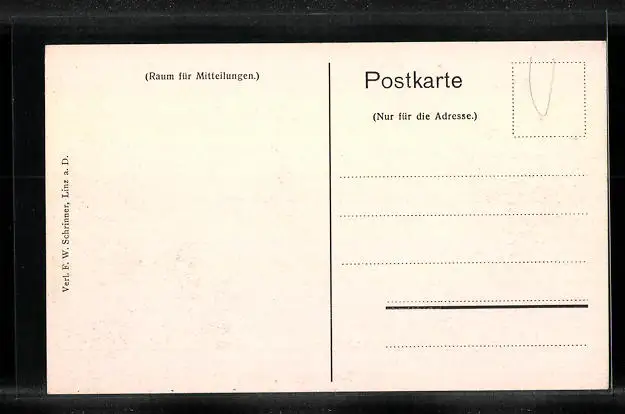 (Raum für Mitteilungen.)
Postkarte
(Nur für die Adresse.)
Verl. F. W. Schrinner, Linz a. D.